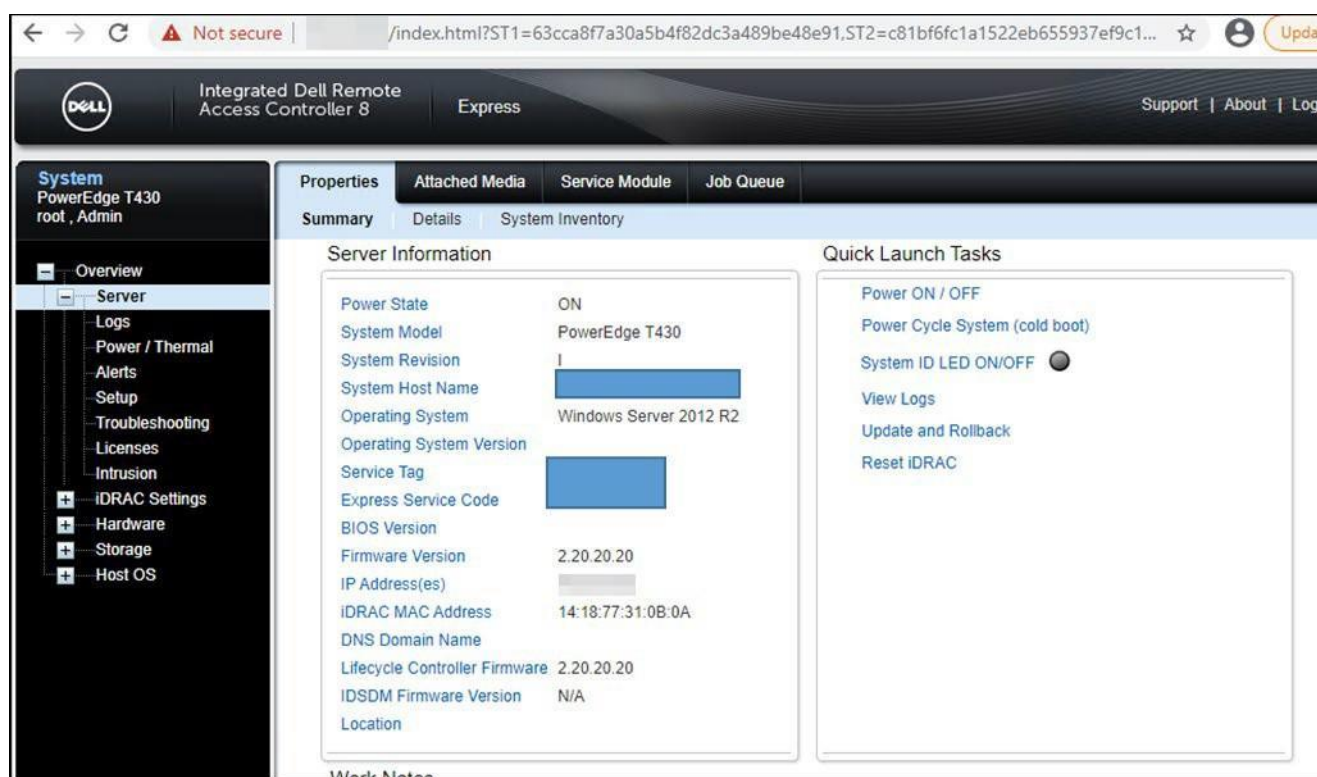 Not secure | /index.html?ST1=63cca8f7a30a5b4f82dc3a489be48e91,ST2=c81bf6fc1a1522eb655937ef9c1...
DELL
Integrated Dell Remote
Access Controller 8
Express
Support | About | Log
System
PowerEdge T430
root , Admin
Overview
Server
Logs
Power / Thermal
Alerts
Setup
Troubleshooting
Licenses
Intrusion
iDRAC Settings
Hardware
Storage
Host OS
Properties Attached Media Service Module Job Queue
Summary Details System Inventory
Server Information
Power State ON
System Model PowerEdge T430
System Revision I
System Host Name
Operating System Windows Server 2012 R2
Operating System Version
Service Tag
Express Service Code
BIOS Version
Firmware Version 2.20.20.20
IP Address(es)
iDRAC MAC Address 14:18:77:31:0B:0A
DNS Domain Name
Lifecycle Controller Firmware 2.20.20.20
IDSDM Firmware Version N/A
Location
Quick Launch Tasks
Power ON / OFF
Power Cycle System (cold boot)
System ID LED ON/OFF
View Logs
Update and Rollback
Reset iDRAC
Work Notes